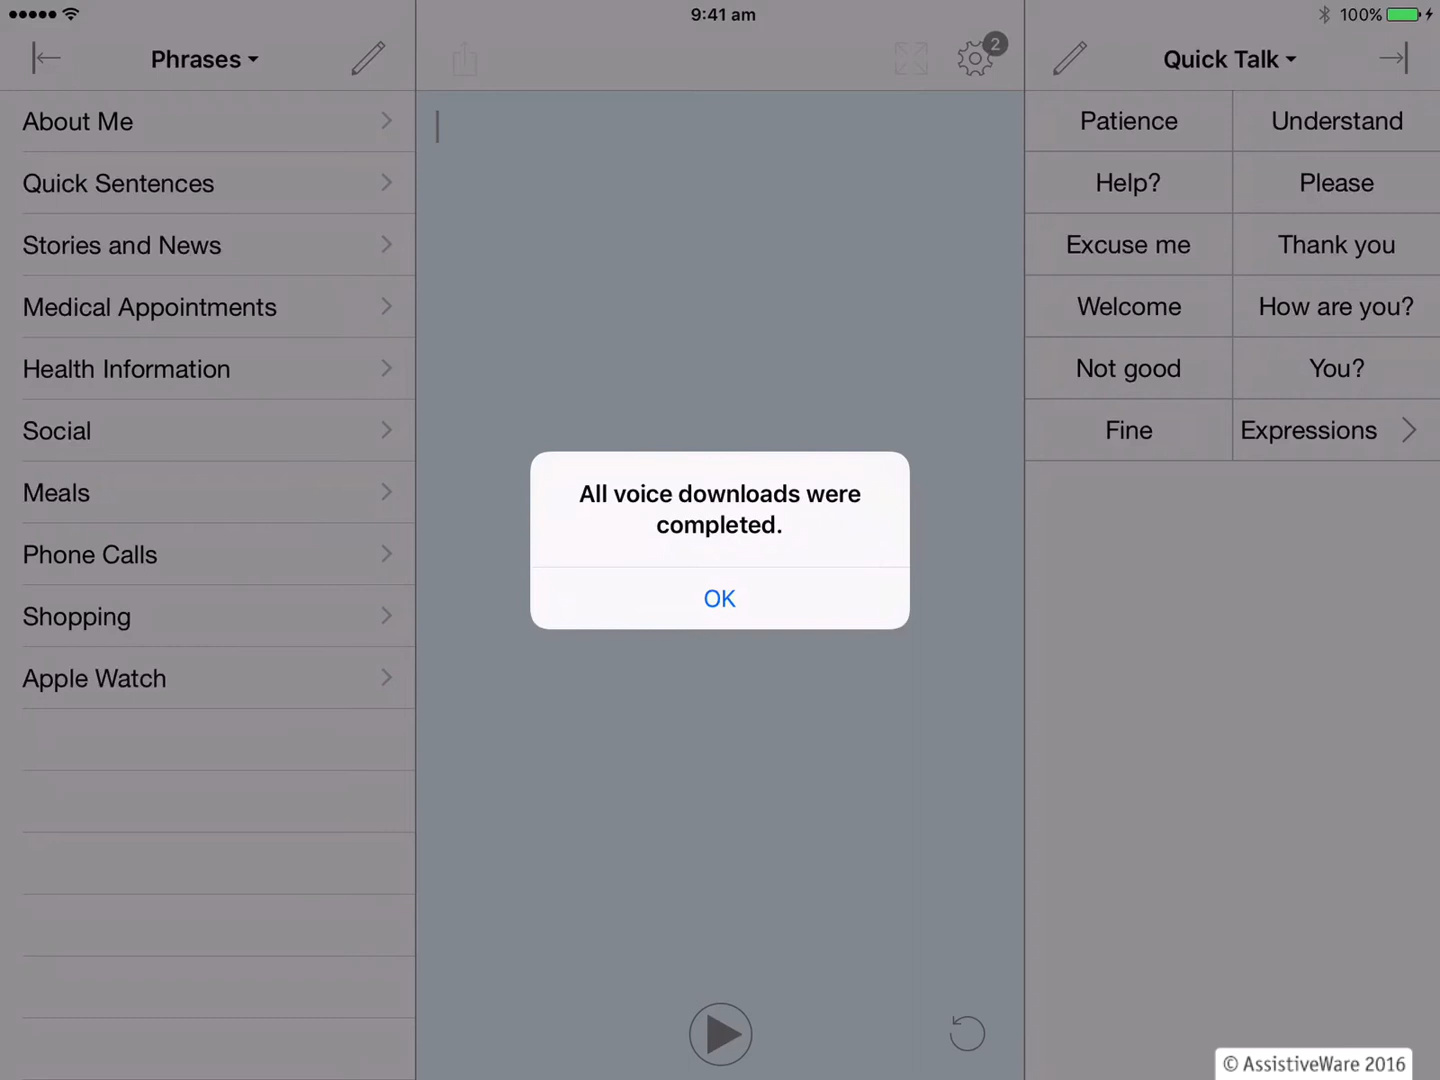 9:41 am
100%
Phrases
2
Quick Talk
About Me
Quick Sentences
Stories and News
Medical Appointments
Health Information
Social
Meals
Phone Calls
Shopping
Apple Watch
All voice downloads were
completed.
OK
Patience Understand
Help? Please
Excuse me Thank you
Welcome How are you?
Not good You?
Fine Expressions
© AssistiveWare 2016